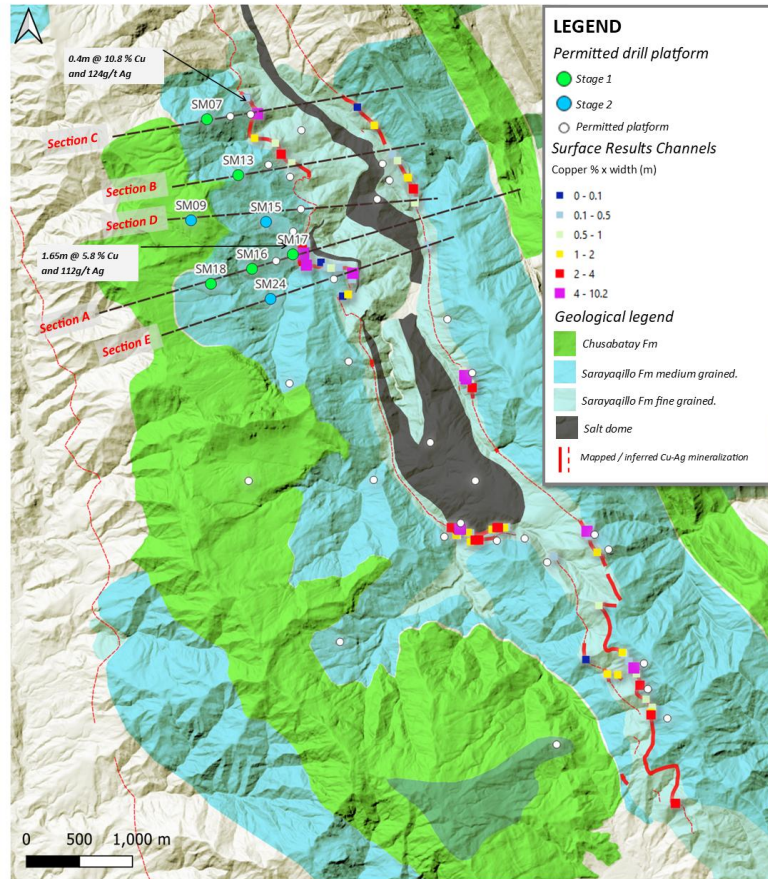 LEGEND
Permitted drill platform
Stage 1
Stage 2
Permitted platform
Surface Results Channels
Copper % x width (m)
0 - 0.1
0.1 - 0.5
0.5 - 1
1 - 2
2 - 4
4 - 10.2
Geological legend
Chusabatay Fm
Sarayaqillo Fm medium grained.
Sarayaqillo Fm fine grained.
Salt dome
Mapped / inferred Cu-Ag mineralization
0.4m @ 10.8 % Cu
and 124g/t Ag
SM07
Section C
SM13
Section B
SM09
SM15
Section D
1.65m @ 5.8 % Cu
and 112g/t Ag
SM17
SM16
SM18
SM24
Section A
Section E
0 500 1,000 m